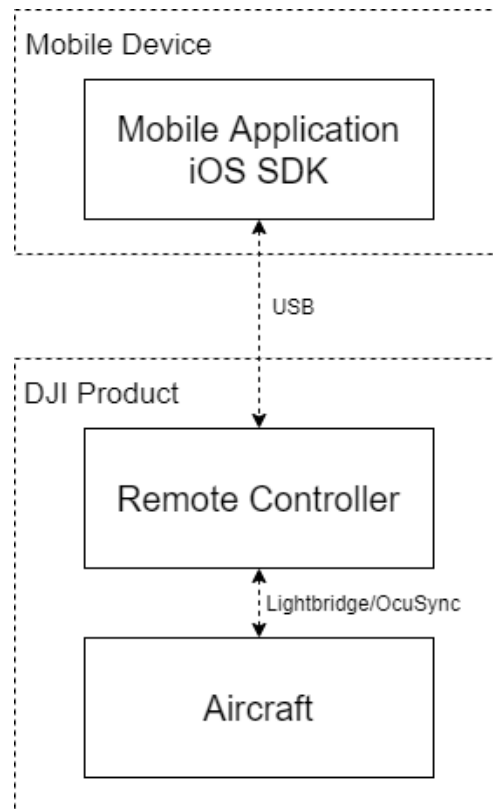 Mobile Device
Mobile Application
iOS SDK
USB
DJI Product
Remote Controller
Lightbridge/OcuSync
Aircraft